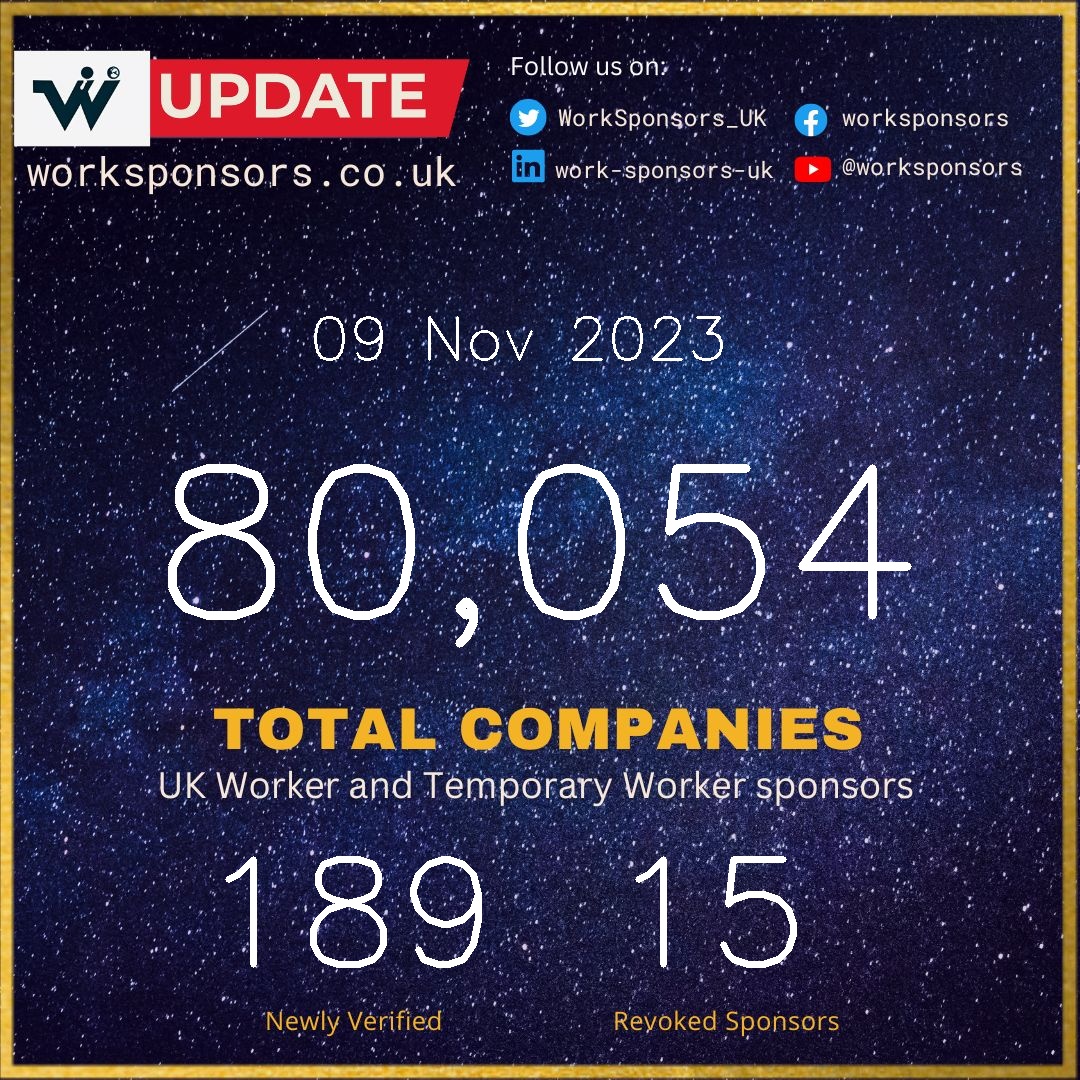 UPDATE
worksponsors.co.uk
Follow us on:
WorkSponsors_UK
worksponsors
work-sponsors-uk
@worksponsors
09 Nov 2023
80,054
TOTAL COMPANIES
UK Worker and Temporary Worker sponsors
189
15
Newly Verified
Revoked Sponsors